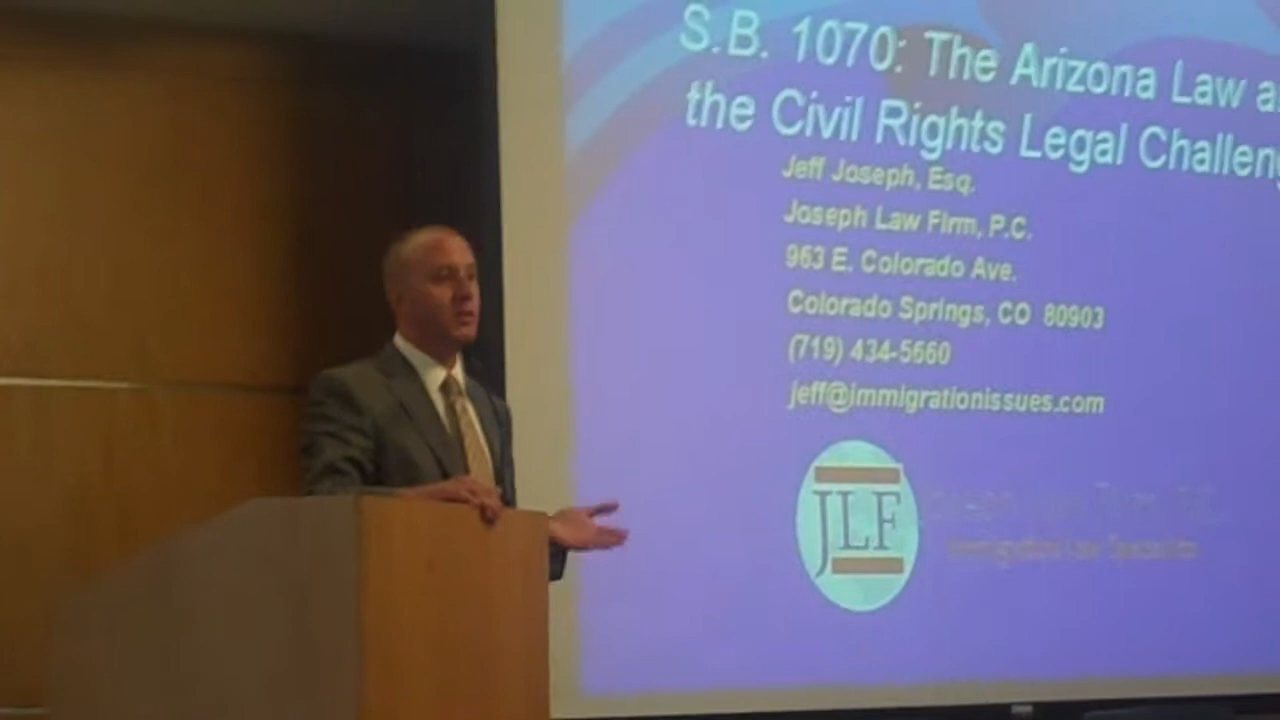 S.B. 1070: The Arizona Law a
the Civil Rights Legal Challeng
Jeff Joseph, Esq.
Joseph Law Firm, P.C.
963 E. Colorado Ave.
Colorado Springs, CO 80903
(719) 434-5660
jeff@immigrationissues.com
JLF